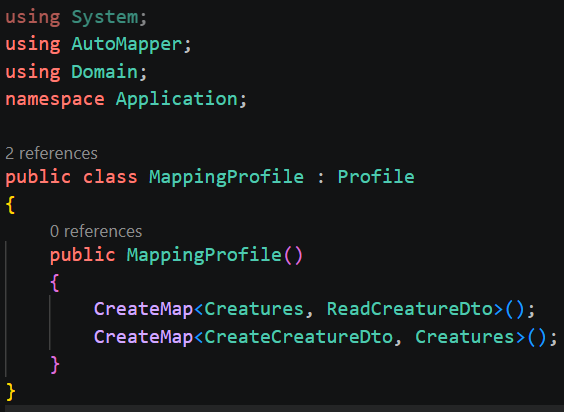 using System;
using AutoMapper;
using Domain;
namespace Application;
2 references
public class MappingProfile : Profile
{
0 references
public MappingProfile()
{
CreateMap<Creatures, ReadCreatureDto>();
CreateMap<CreateCreatureDto, Creatures>();
}
}